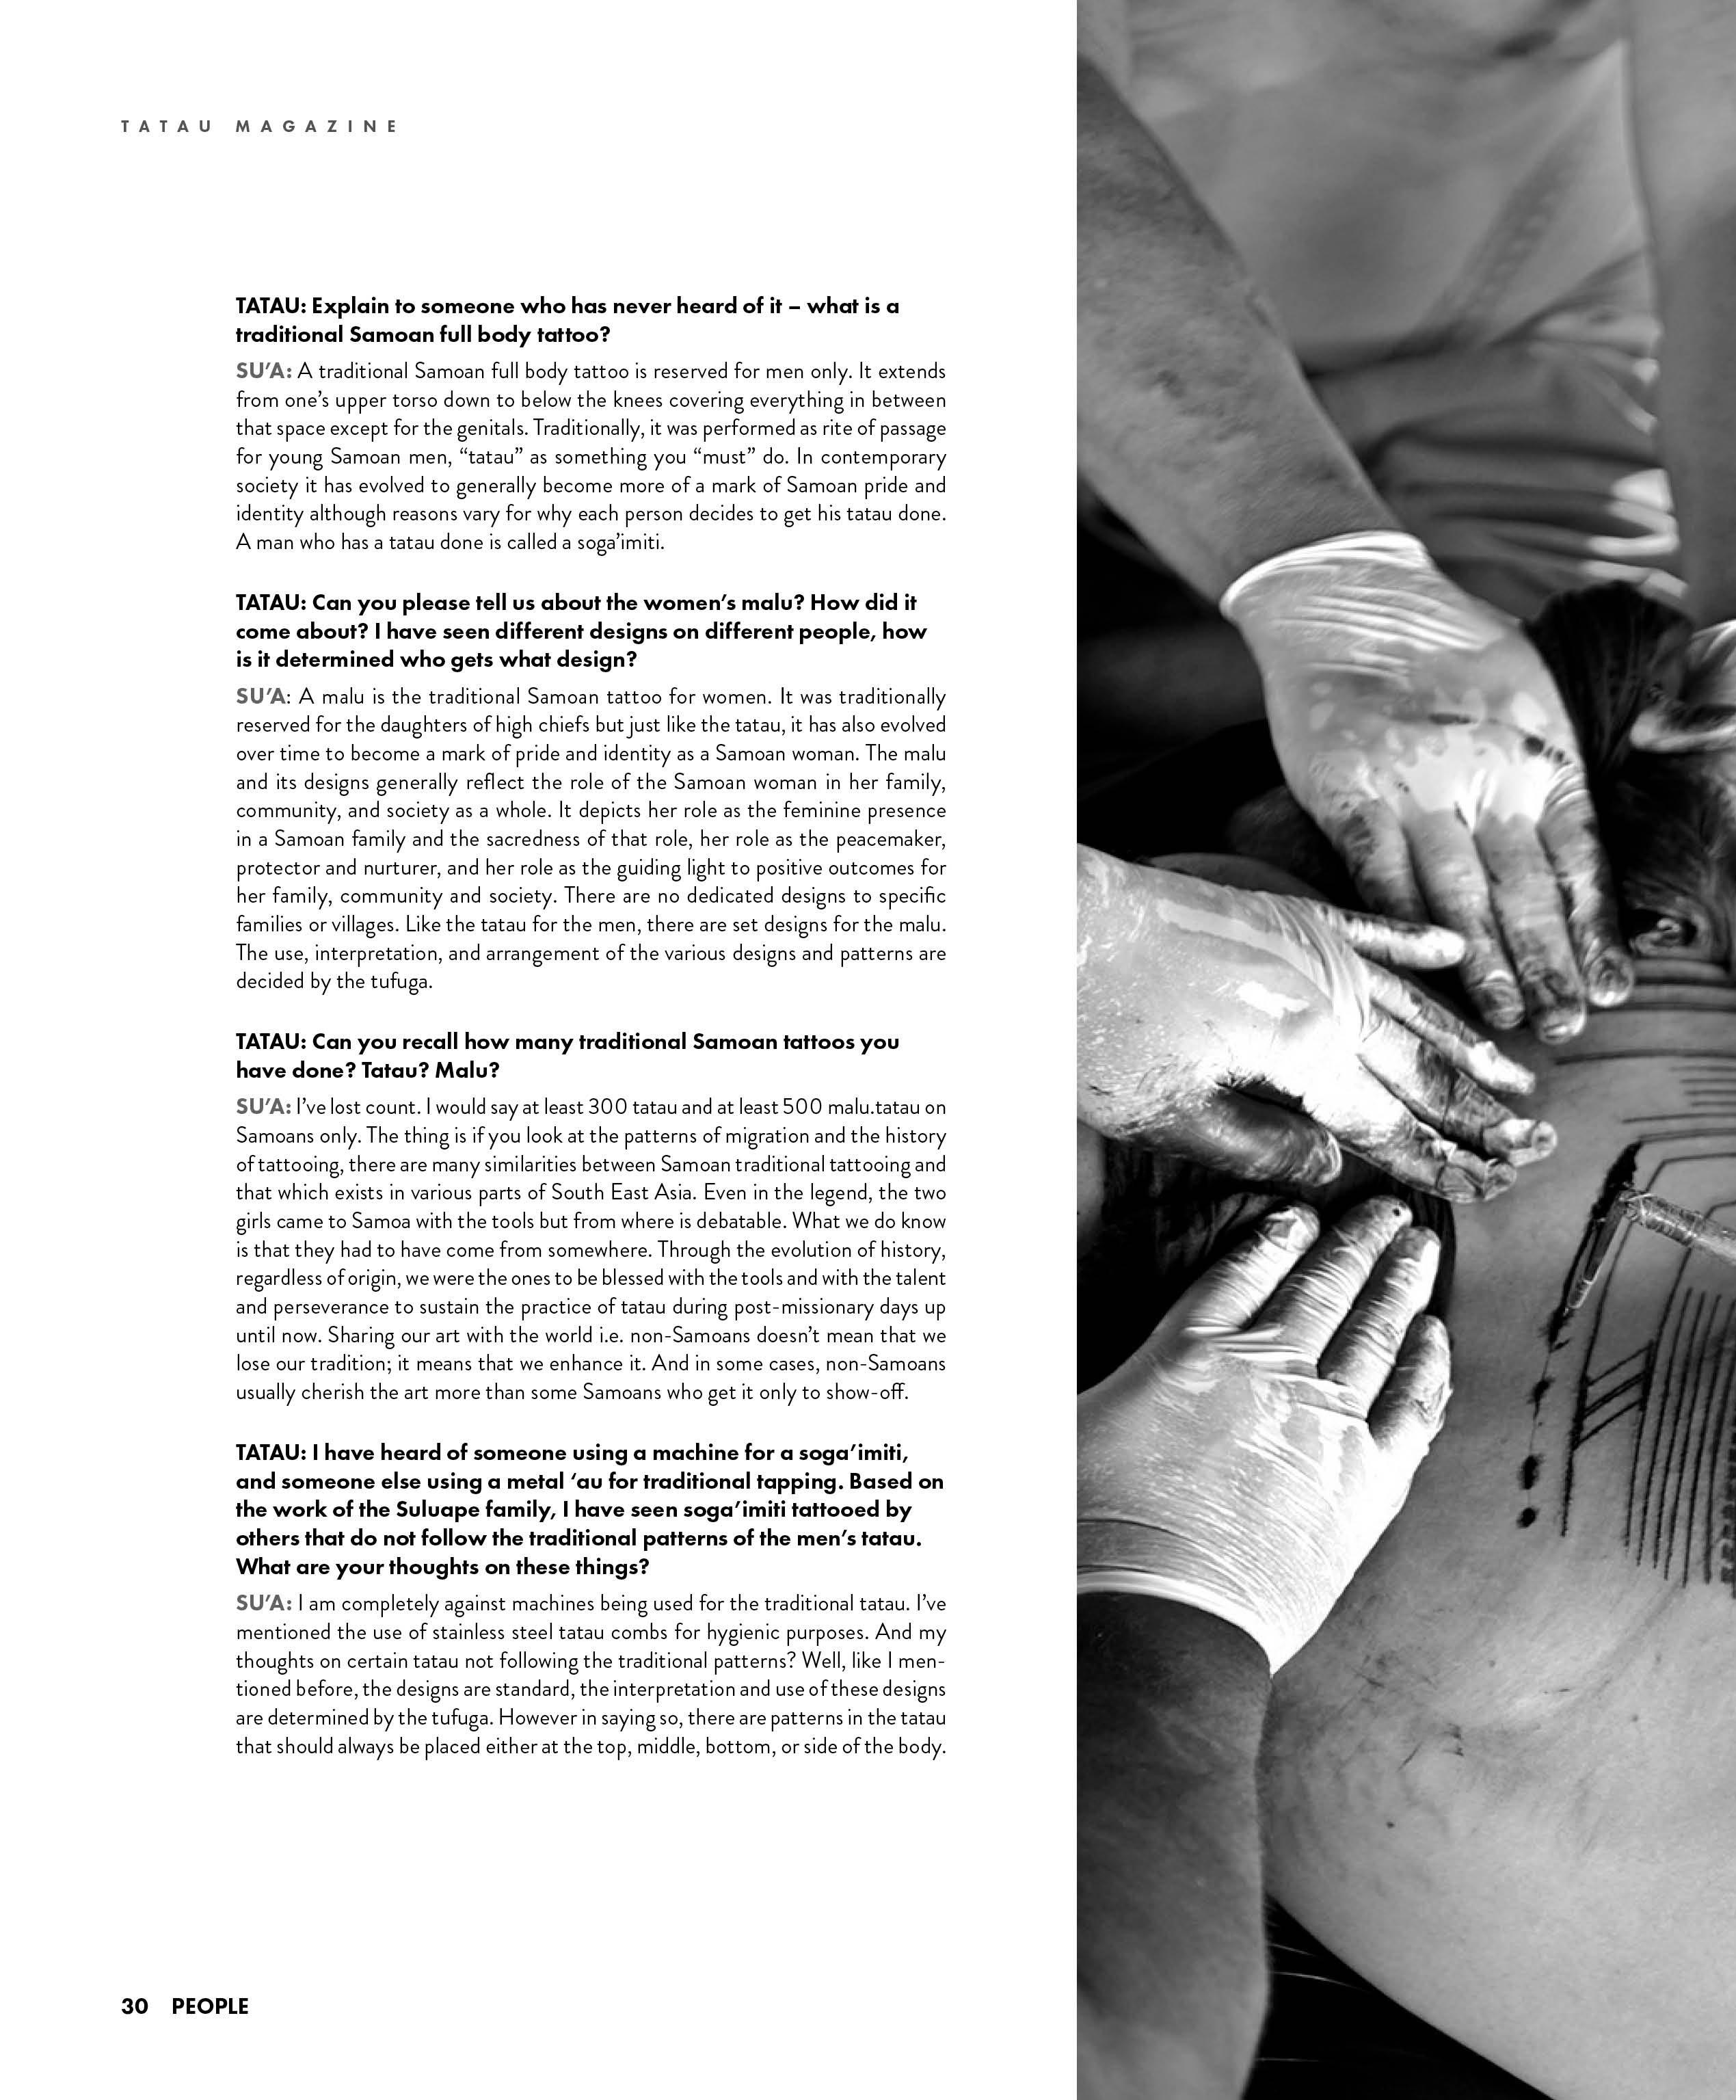 TATAU MAGAZINE
TATAU: Explain to someone who has never heard of it – what is a
traditional Samoan full body tattoo?
SU’A: A traditional Samoan full body tattoo is reserved for men only. It extends
from one’s upper torso down to below the knees covering everything in between
that space except for the genitals. Traditionally, it was performed as rite of passage
for young Samoan men, “tatau” as something you “must” do. In contemporary
society it has evolved to generally become more of a mark of Samoan pride and
identity although reasons vary for why each person decides to get his tatau done.
A man who has a tatau done is called a soga’imiti.
TATAU: Can you please tell us about the women’s malu? How did it
come about? I have seen different designs on different people, how
is it determined who gets what design?
SU’A: A malu is the traditional Samoan tattoo for women. It was traditionally
reserved for the daughters of high chiefs but just like the tatau, it has also evolved
over time to become a mark of pride and identity as a Samoan woman. The malu
and its designs generally reflect the role of the Samoan woman in her family,
community, and society as a whole. It depicts her role as the feminine presence
in a Samoan family and the sacredness of that role, her role as the peacemaker,
protector and nurturer, and her role as the guiding light to positive outcomes for
her family, community and society. There are no dedicated designs to specific
families or villages. Like the tatau for the men, there are set designs for the malu.
The use, interpretation, and arrangement of the various designs and patterns are
decided by the tufuga.
TATAU: Can you recall how many traditional Samoan tattoos you
have done? Tatau? Malu?
SU’A: I’ve lost count. I would say at least 300 tatau and at least 500 malu.tatau on
Samoans only. The thing is if you look at the patterns of migration and the history
of tattooing, there are many similarities between Samoan traditional tattooing and
that which exists in various parts of South East Asia. Even in the legend, the two
girls came to Samoa with the tools but from where is debatable. What we do know
is that they had to have come from somewhere. Through the evolution of history,
regardless of origin, we were the ones to be blessed with the tools and with the talent
and perseverance to sustain the practice of tatau during post-missionary days up
until now. Sharing our art with the world i.e. non-Samoans doesn’t mean that we
lose our tradition; it means that we enhance it. And in some cases, non-Samoans
usually cherish the art more than some Samoans who get it only to show-off.
TATAU: I have heard of someone using a machine for a soga’imiti,
and someone else using a metal ‘au for traditional tapping. Based on
the work of the Suluape family, I have seen soga’imiti tattooed by
others that do not follow the traditional patterns of the men’s tatau.
What are your thoughts on these things?
SU’A: I am completely against machines being used for the traditional tatau. I’ve
mentioned the use of stainless steel tatau combs for hygienic purposes. And my
thoughts on certain tatau not following the traditional patterns? Well, like I men-
tioned before, the designs are standard, the interpretation and use of these designs
are determined by the tufuga. However in saying so, there are patterns in the tatau
that should always be placed either at the top, middle, bottom, or side of the body.
30 PEOPLE